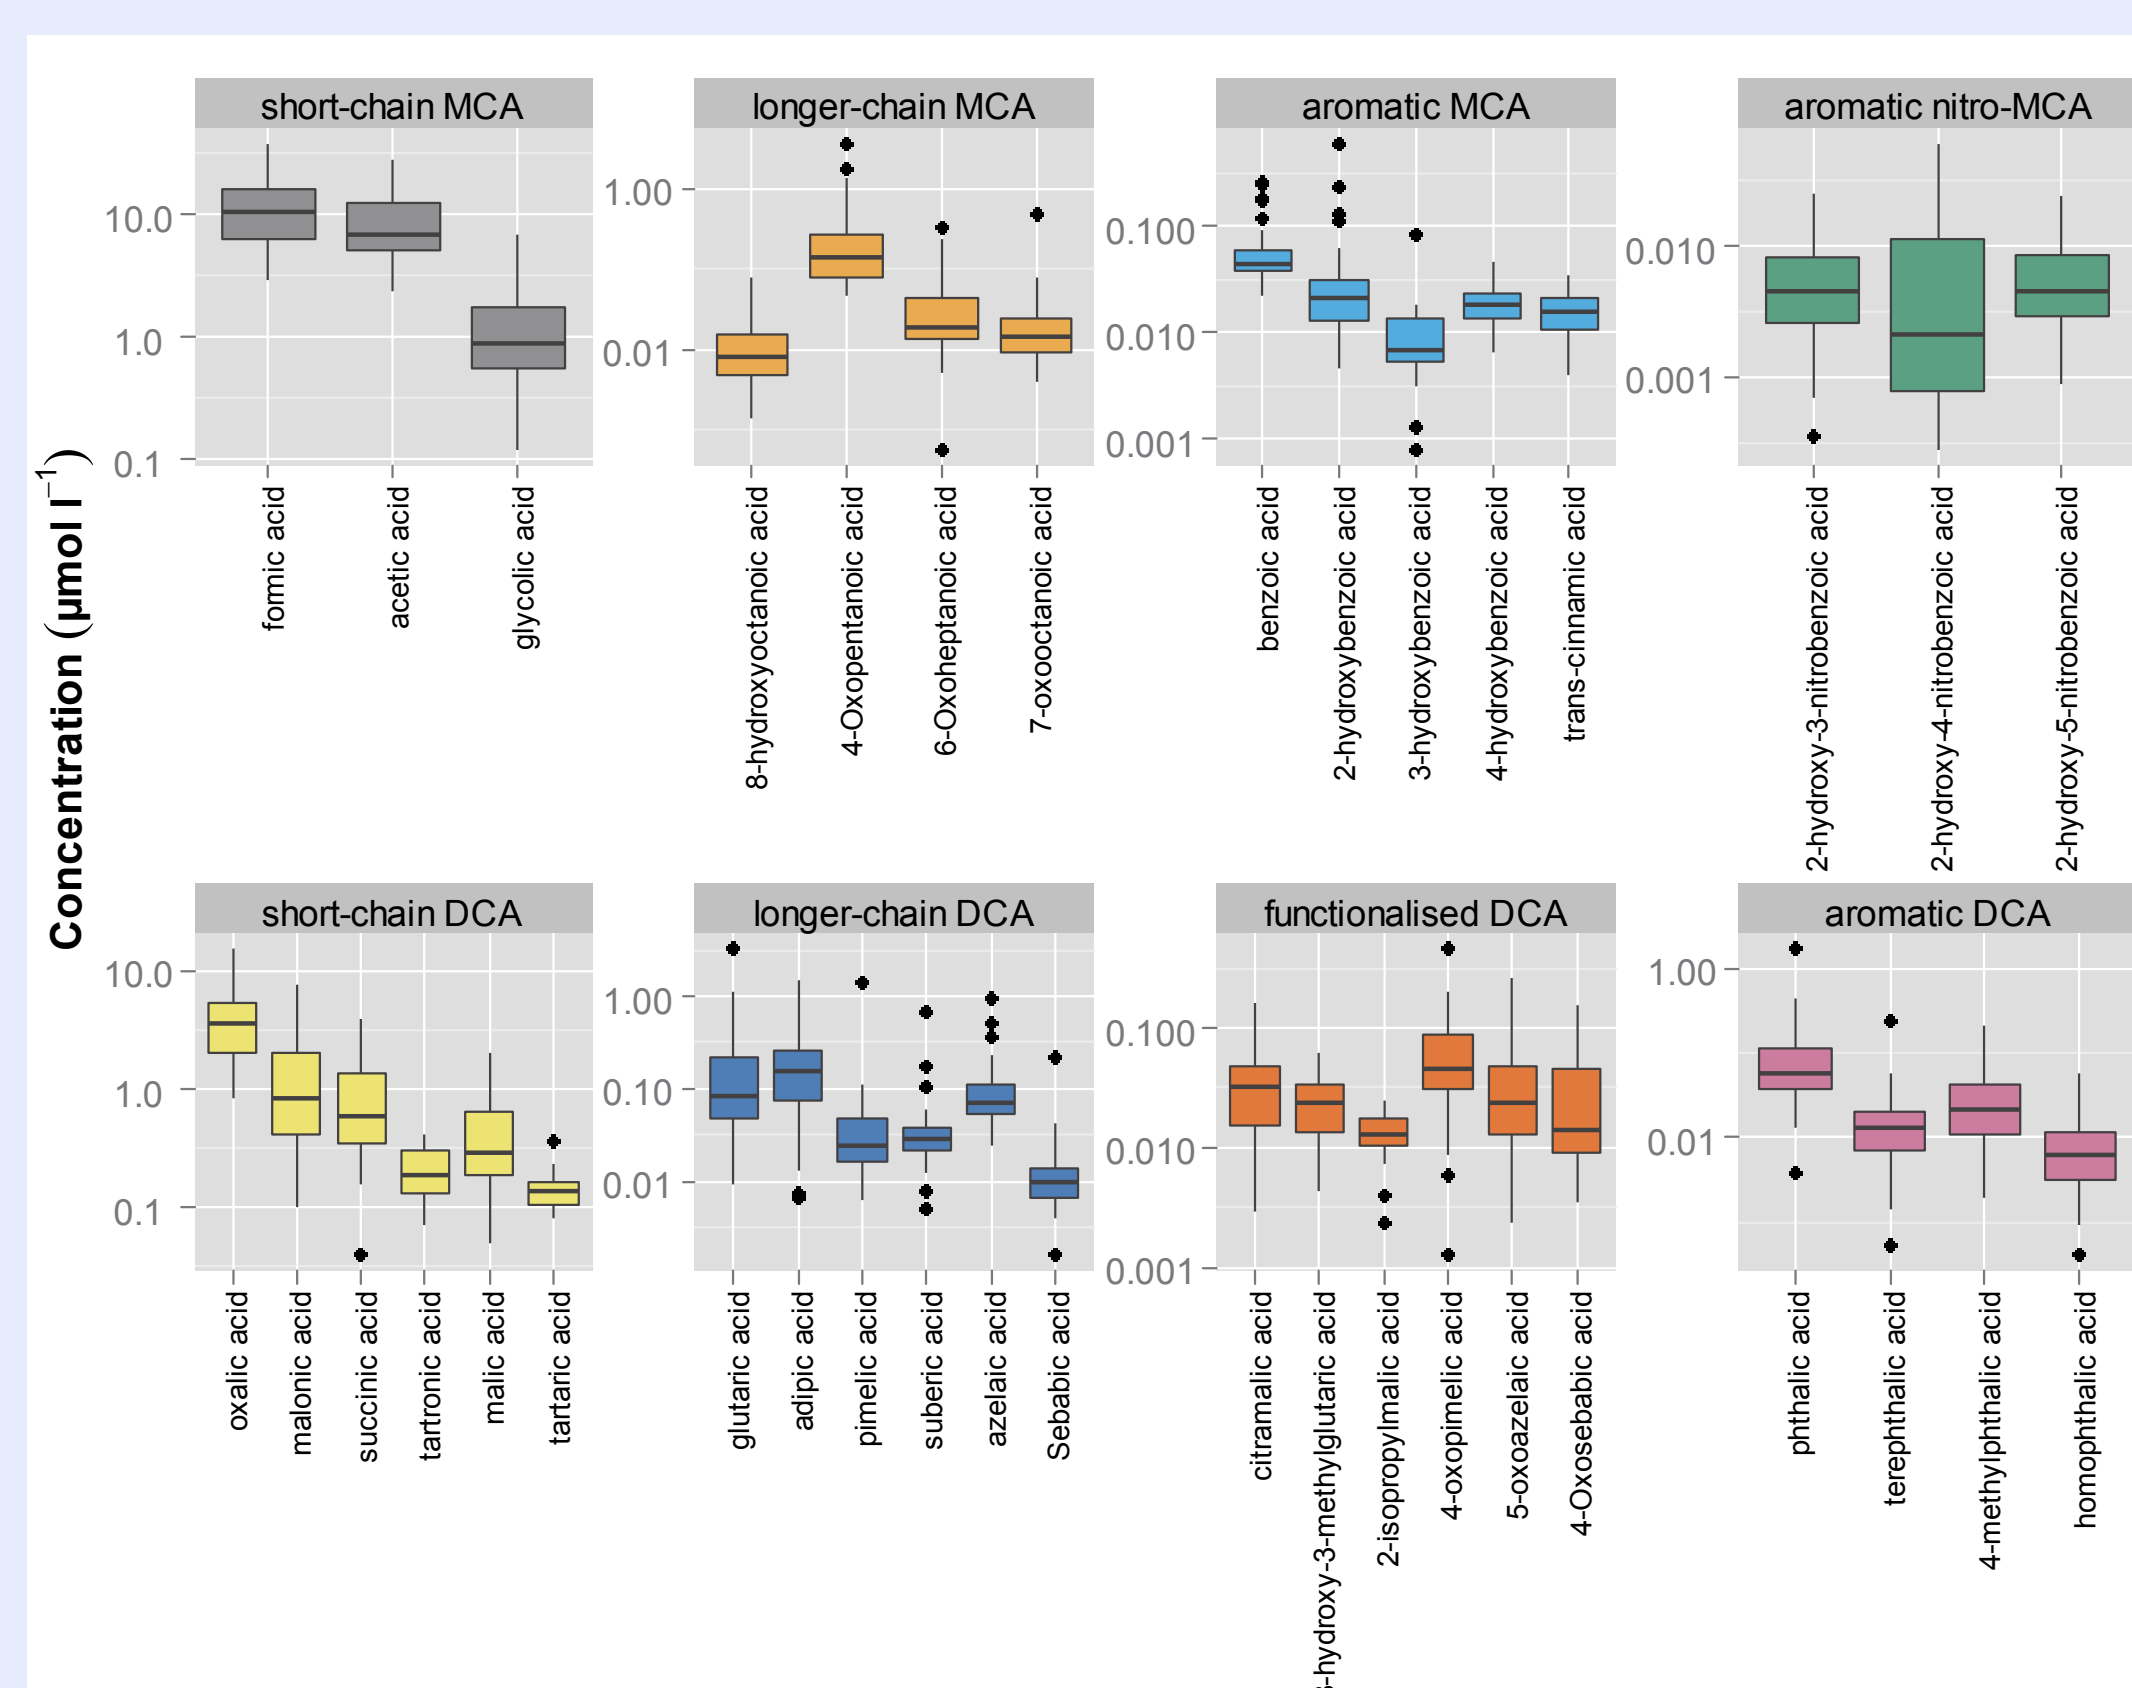 Concentration (µmol l⁻¹)
short-chain MCA
10.0
1.0
0.1
formic acid
acetic acid
glycolic acid
longer-chain MCA
1.00
0.01
8-hydroxyoctanoic acid
4-Oxopentanoic acid
6-Oxoheptanoic acid
7-oxooctanoic acid
aromatic MCA
0.100
0.010
0.001
benzoic acid
2-hydroxybenzoic acid
3-hydroxybenzoic acid
4-hydroxybenzoic acid
trans-cinnamic acid
aromatic nitro-MCA
0.010
0.001
2-hydroxy-3-nitrobenzoic acid
2-hydroxy-4-nitrobenzoic acid
2-hydroxy-5-nitrobenzoic acid
short-chain DCA
10.0
1.0
0.1
oxalic acid
malonic acid
succinic acid
tartronic acid
malic acid
tartaric acid
longer-chain DCA
1.00
0.10
0.01
glutaric acid
adipic acid
pimelic acid
suberic acid
azelaic acid
Sebabic acid
functionalised DCA
0.100
0.010
0.001
citramalic acid
3-hydroxy-3-methylglutaric acid
2-isopropylmalic acid
4-oxopimelic acid
5-oxoazelaic acid
4-Oxosebabic acid
aromatic DCA
1.00
0.01
phthalic acid
terephthalic acid
4-methylphthalic acid
homophthalic acid